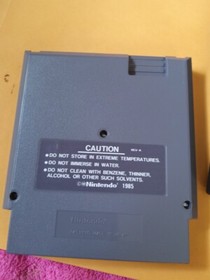 CAUTION
•DO NOT STORE IN EXTREME TEMPERATURES.
•DO NOT IMMERSE IN WATER.
•DO NOT CLEAN WITH BENZENE, THINNER,
ALCOHOL OR OTHER SUCH SOLVENTS.
Nintendo 1985